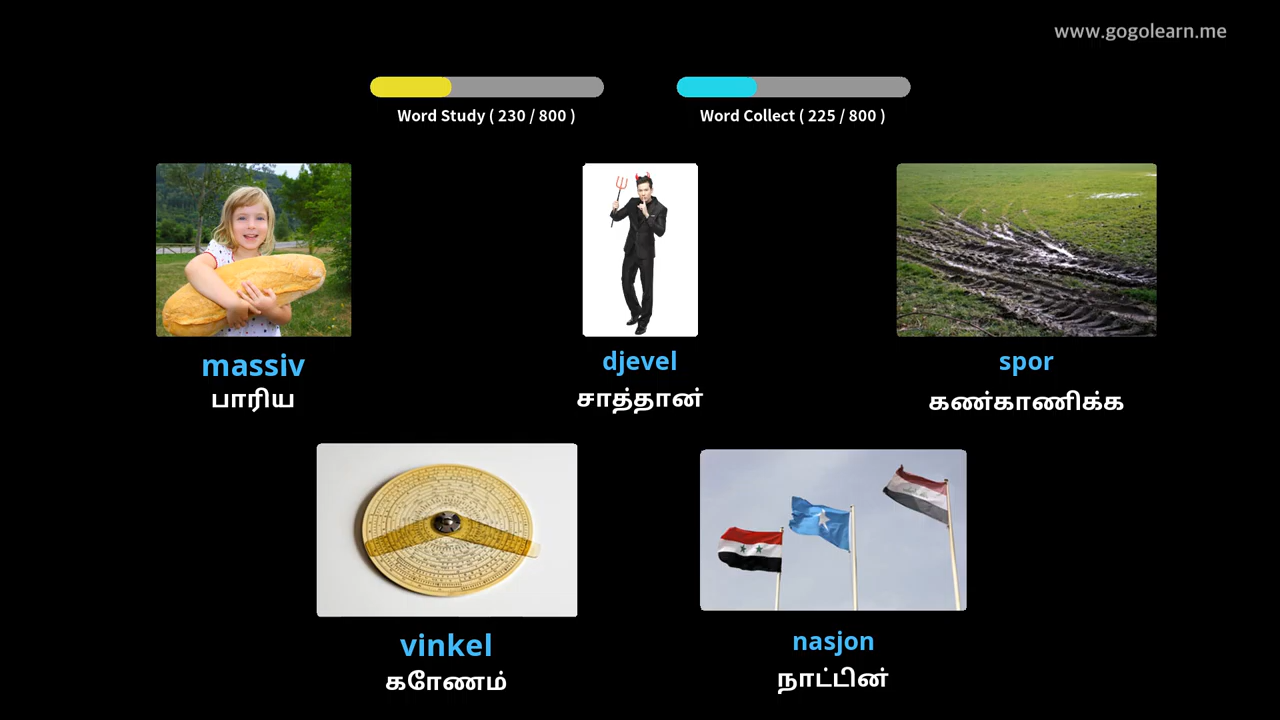 www.gogolearn.me
Word Study ( 230 / 800 )
Word Collect ( 225 / 800 )
massiv
பாரிய
djevel
சாத்தான்
spor
கண்காணிக்க
vinkel
கோணம்
nasjon
நாட்டின்